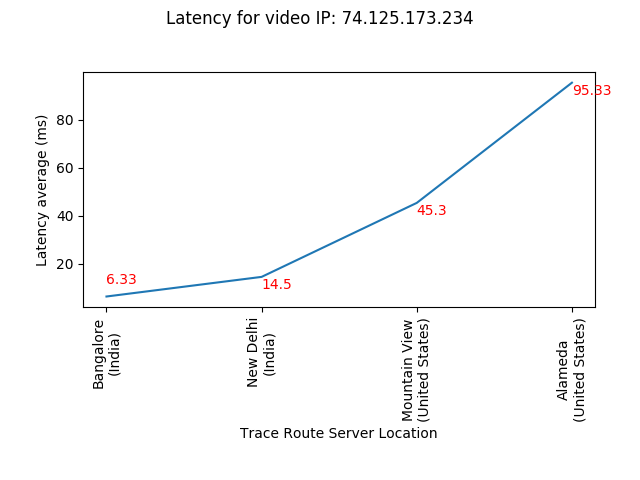 Latency for video IP: 74.125.173.234
Latency average (ms)
80
60
40
20
6.33
14.5
45.3
95.33
Bangalore
(India)
New Delhi
(India)
Mountain View
(United States)
Alameda
(United States)
Trace Route Server Location